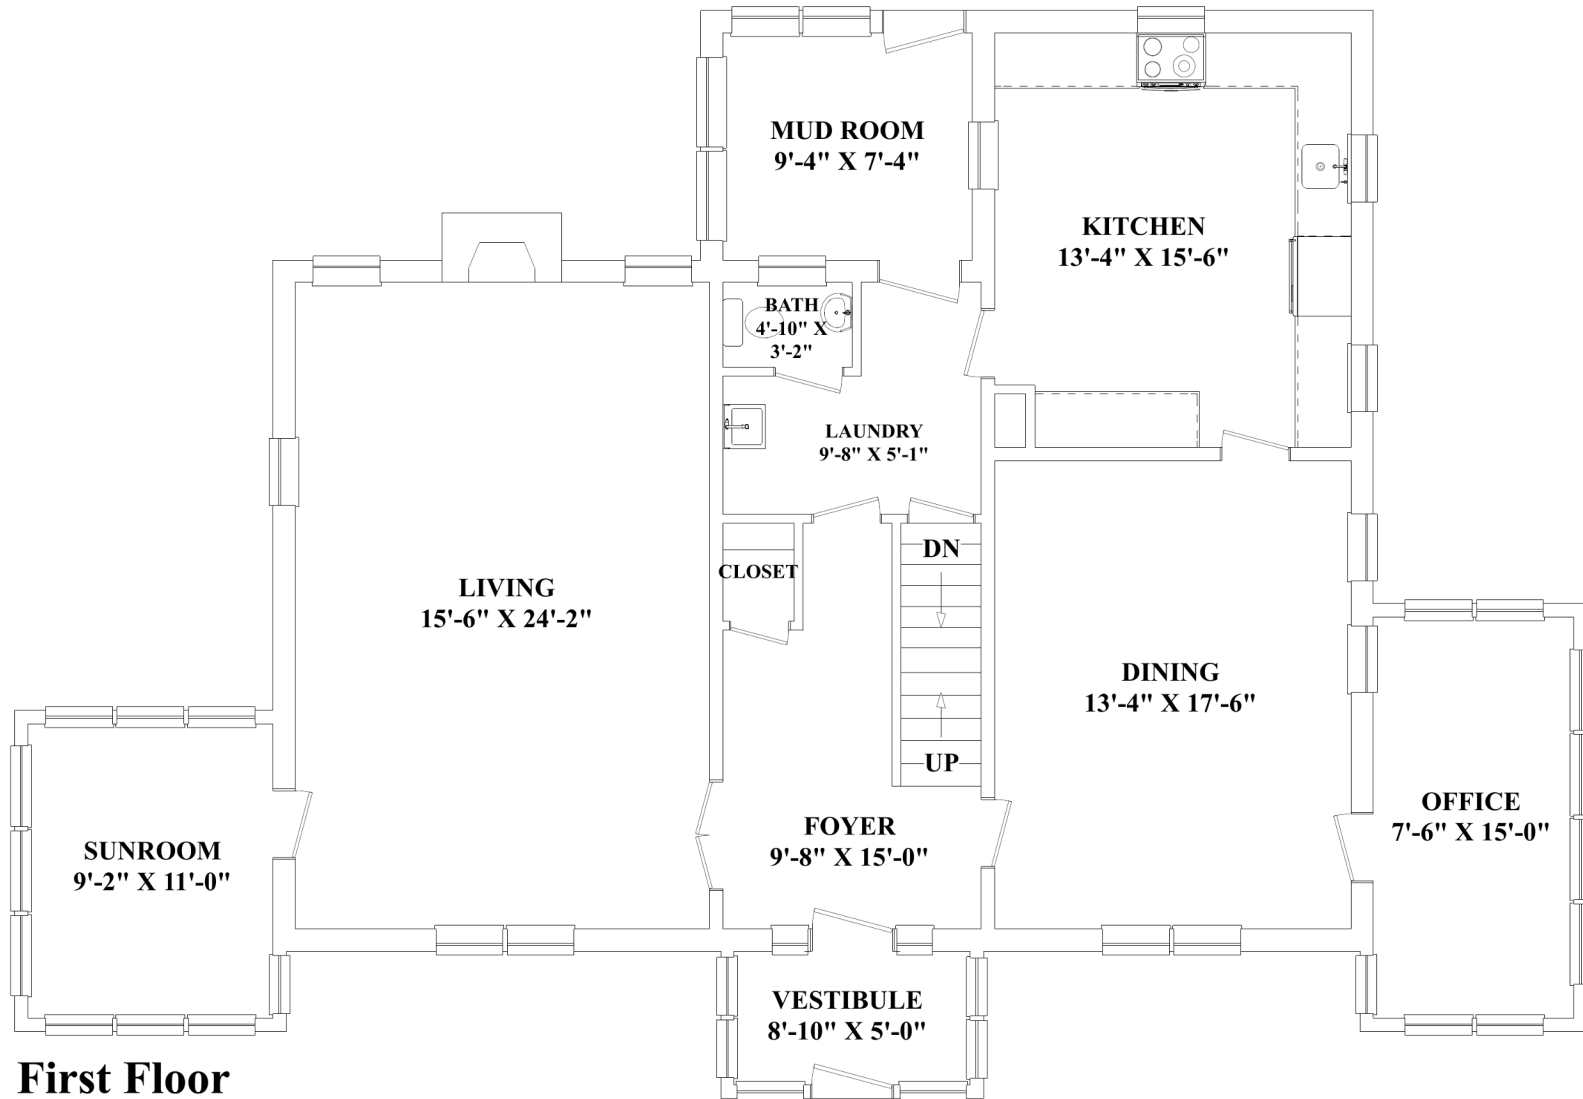 MUD ROOM
9'-4" X 7'-4"
KITCHEN
13'-4" X 15'-6"
BATH
4'-10" X
3'-2"
LAUNDRY
9'-8" X 5'-1"
DN
CLOSET
LIVING
15'-6" X 24'-2"
DINING
13'-4" X 17'-6"
UP
OFFICE
7'-6" X 15'-0"
FOYER
9'-8" X 15'-0"
SUNROOM
9'-2" X 11'-0"
VESTIBULE
8'-10" X 5'-0"
First Floor